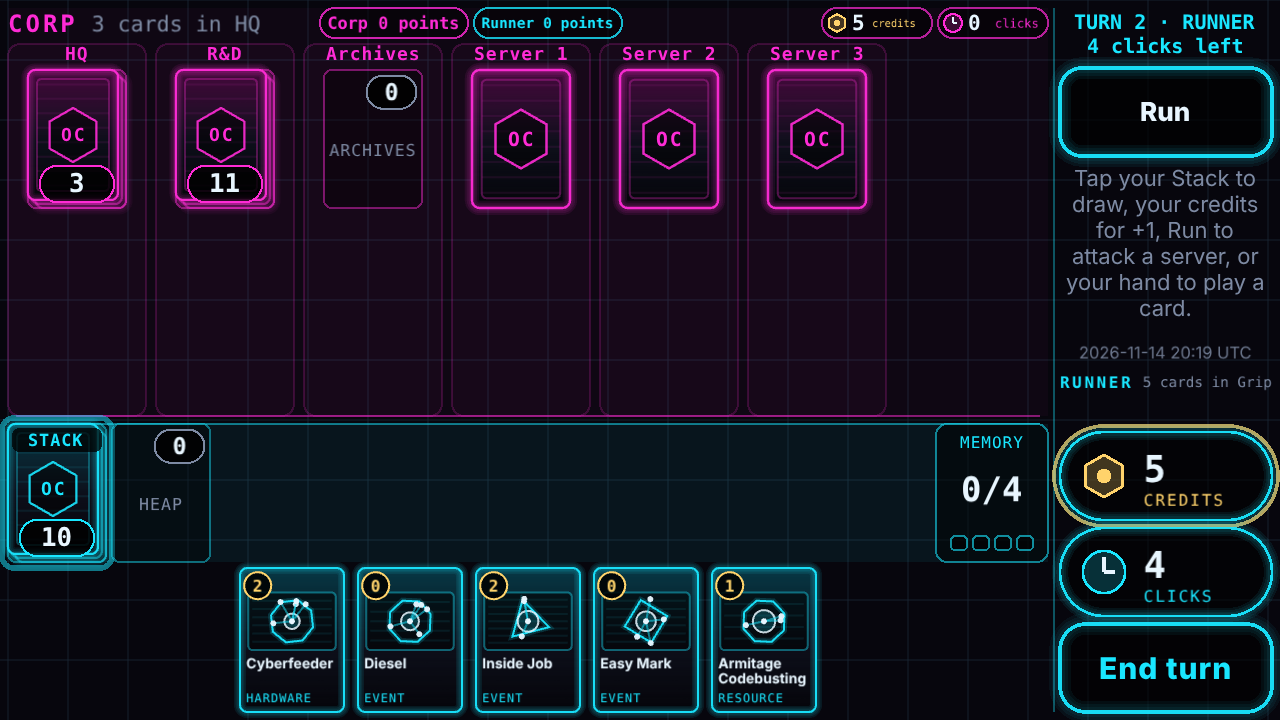 CORP 3 cards in HQ
Corp 0 points
Runner 0 points
5 credits
0 clicks
TURN 2 · RUNNER
4 clicks left
HQ
R&D
Archives
Server 1
Server 2
Server 3
OC
3
OC
11
0
ARCHIVES
OC
OC
OC
Run
Tap your Stack to
draw, your credits
for +1, Run to
attack a server, or
your hand to play a
card.
2026-11-14 20:19 UTC
RUNNER 5 cards in Grip
STACK
OC
10
0
HEAP
MEMORY
0/4
5
CREDITS
4
CLICKS
End turn
2
Cyberfeeder
HARDWARE
0
Diesel
EVENT
2
Inside Job
EVENT
0
Easy Mark
EVENT
1
Armitage
Codebusting
RESOURCE